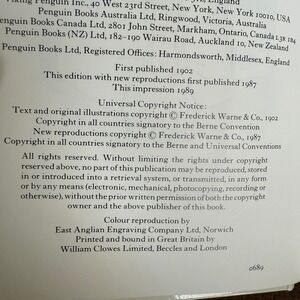 Viking Penguin Inc., 40 West 23rd Street, New York, New York 10010, USA
Penguin Books Australia Ltd, Ringwood, Victoria, Australia
Penguin Books Canada Ltd, 2801 John Street, Markham, Ontario, Canada L3R 1B4
Penguin Books (NZ) Ltd, 182–190 Wairau Road, Auckland 10, New Zealand
Penguin Books Ltd, Registered Offices: Harmondsworth, Middlesex, England
First published 1902
This edition with new reproductions first published 1987
This impression 1989
Universal Copyright Notice:
Text and original illustrations copyright © Frederick Warne & Co., 1902
Copyright in all countries signatory to the Berne Convention
New reproductions copyright © Frederick Warne & Co., 1987
Copyright in all countries signatory to the Berne and Universal Conventions
All rights reserved. Without limiting the rights under copyright
reserved above, no part of this publication may be reproduced, stored
in or introduced into a retrieval system, or transmitted, in any form
or by any means (electronic, mechanical, photocopying, recording or
otherwise), without the prior written permission of both the copyright
owner and the above publisher of this book.
Colour reproduction by
East Anglian Engraving Company Ltd, Norwich
Printed and bound in Great Britain by
William Clowes Limited, Beccles and London
0689